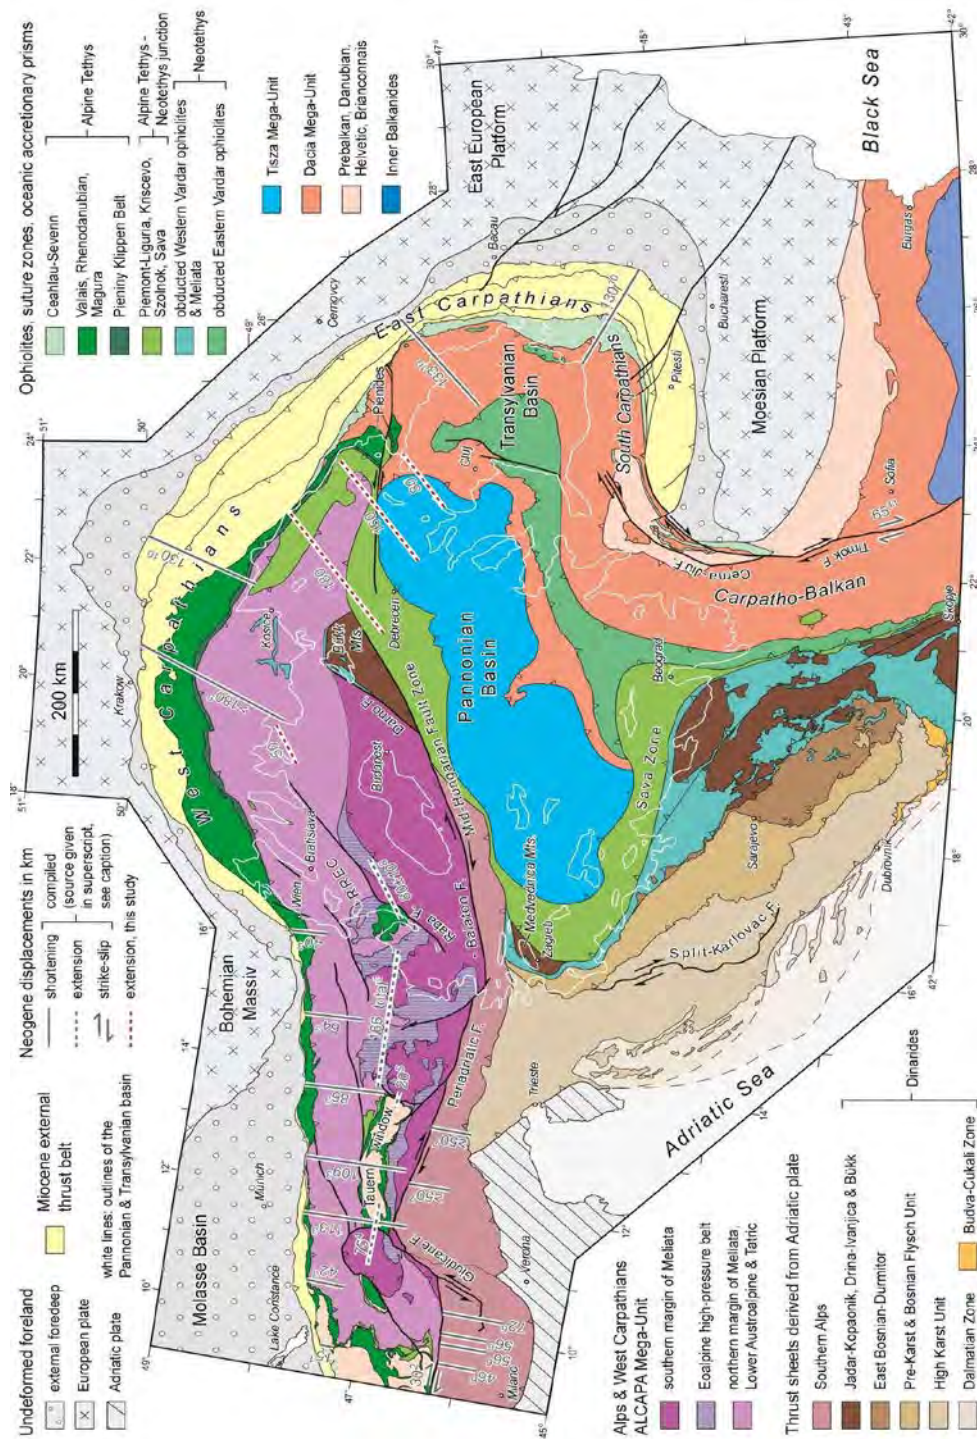 Undeformed foreland
external foredeep
European plate
Adriatic plate
Miocene external
thrust belt
white lines: outlines of the
Pannonian & Transylvanian basin
Neogene displacements in km
shortening
extension
strike-slip
compiled
(source given
in superscript,
see caption)
extension, this study
200 km
Ophiolites, suture zones, oceanic accretionary prisms
Ceahlau-Severin
Valais, Rhenodanubian,
Magura
Pieniny Klippen Belt
Alpine Tethys
Piemont-Liguria, Kriscevo,
Szolnok, Sava
Alpine Tethys -
Neotethys junction
obducted Western Vardar ophiolites
& Meliata
obducted Eastern Vardar ophiolites
Neotethys
Tisza Mega-Unit
Dacia Mega-Unit
Prebalkan, Danubian
Helvetic, Brianconnais
Inner Balkanides
Alps & West Carpathians
ALCAPA Mega-Unit
southern margin of Meliata
Eoalpine high-pressure belt
northern margin of Meliata
Lower Austroalpine & Tatric
Thrust sheets derived from Adriatic plate
Southern Alps
Jadar-Kopaonik, Drina-Ivanjica & Bükk
East Bosnian-Durmitor
Pre-Karst & Bosnian Flysch Unit
High Karst Unit
Dalmatian Zone
Budva-Cukali Zone
Dinarides
Molasse Basin
Bohemian
Massiv
Lake Constance
Munich
Wien
Bratislava
Krakow
Kosice
Cernovcy
Bacau
East European
Platform
Black Sea
West Carpathians
East Carpathians
Pienides
Bükk
Mts.
Darno F.
Debrecen
Budapest
Mid-Hungarian Fault Zone
RREC
Raba F.
Balaton F.
Tauern
window
Periadriatic F.
Giudicarie F.
Pannonian
Basin
Cluj
Transylvanian
Basin
South Carpathians
Pitesti
Bucharest
Moesian Platform
Burgas
Sofia
Cerna-Jiu F.
Timok F.
Carpatho-Balkan
Skopje
Beograd
Sava Zone
Medvednica Mts.
Zagreb
Sarajevo
Dubrovnik
Split-Karlovac F.
Trieste
Adriatic Sea
Verona
Milano